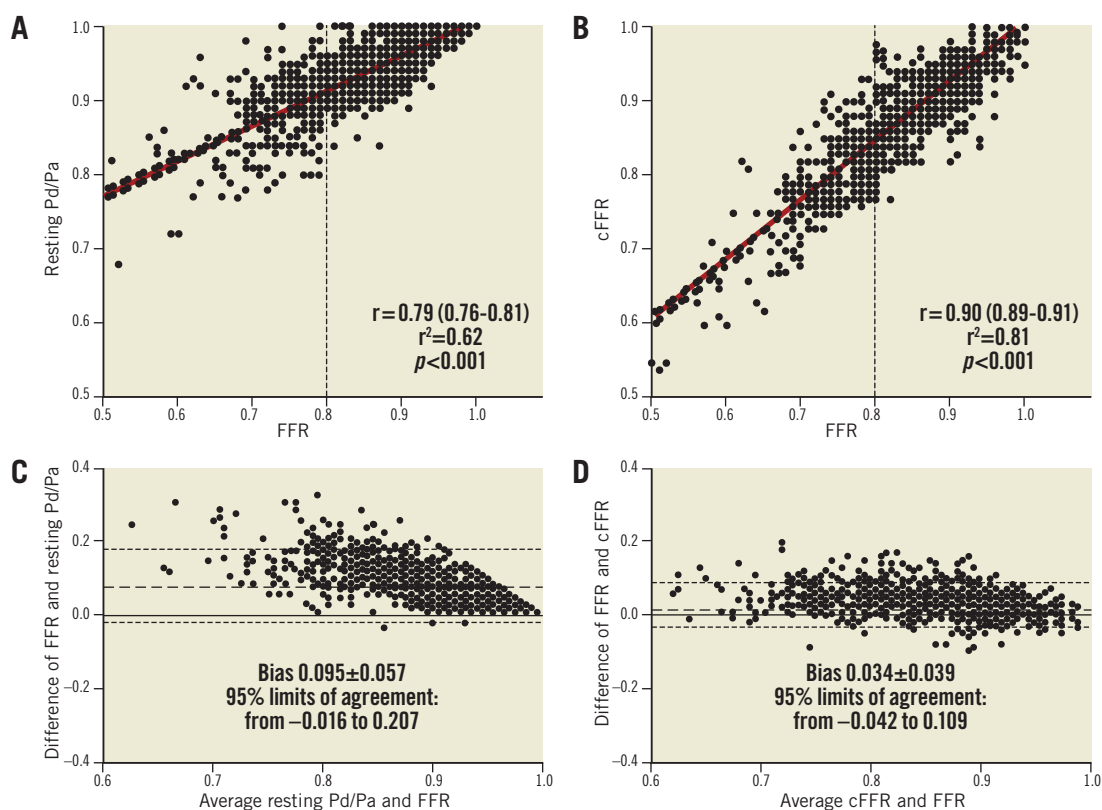 A
Resting Pd/Pa
1.0
0.9
0.8
0.7
0.6
0.5
r=0.79 (0.76-0.81)
r²=0.62
p<0.001
0.5 0.6 0.7 0.8 0.9 1.0
FFR
B
cFFR
1.0
0.9
0.8
0.7
0.6
0.5
r=0.90 (0.89-0.91)
r²=0.81
p<0.001
0.5 0.6 0.7 0.8 0.9 1.0
FFR
C
Difference of FFR and resting Pd/Pa
0.4
0.2
0.0
–0.2
–0.4
Bias 0.095±0.057
95% limits of agreement:
from –0.016 to 0.207
0.6 0.7 0.8 0.9 1.0
Average resting Pd/Pa and FFR
D
Difference of FFR and cFFR
0.4
0.2
0.0
–0.2
–0.4
Bias 0.034±0.039
95% limits of agreement:
from –0.042 to 0.109
0.6 0.7 0.8 0.9 1.0
Average cFFR and FFR